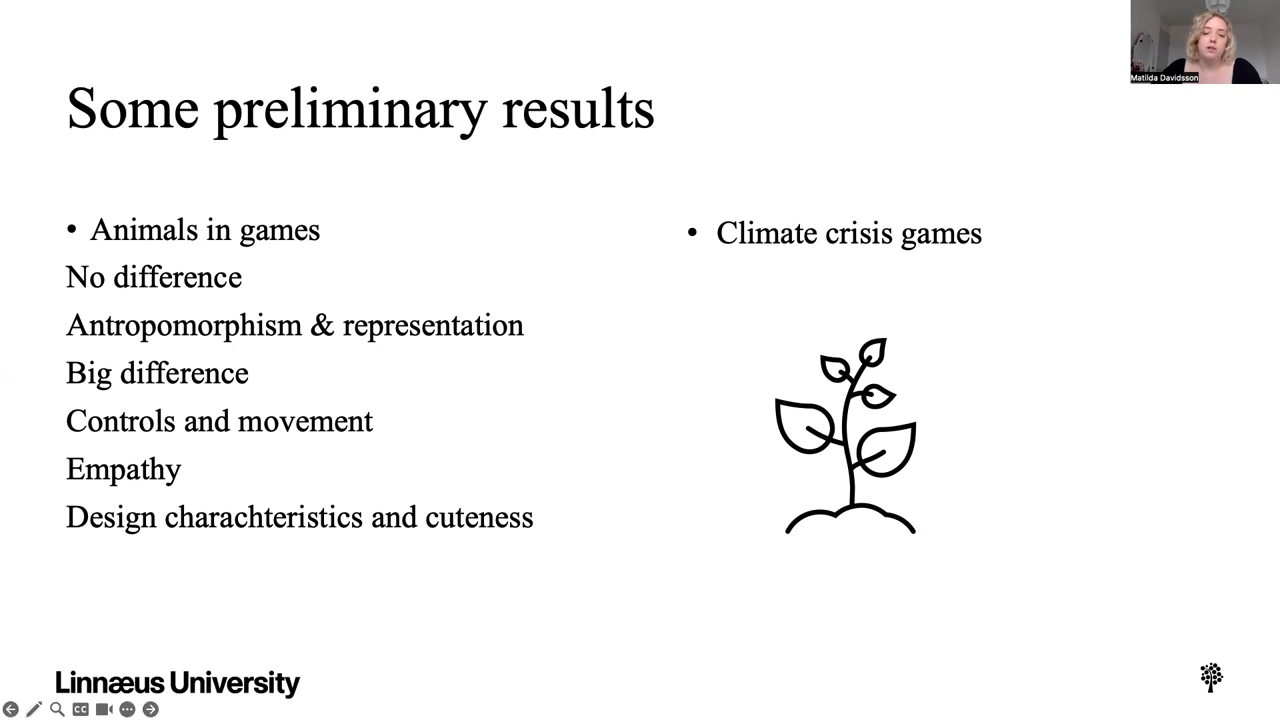 Matilda Davidsson
Some preliminary results
• Animals in games
No difference
Antropomorphism & representation
Big difference
Controls and movement
Empathy
Design charachteristics and cuteness
• Climate crisis games
Linnæus University
CC